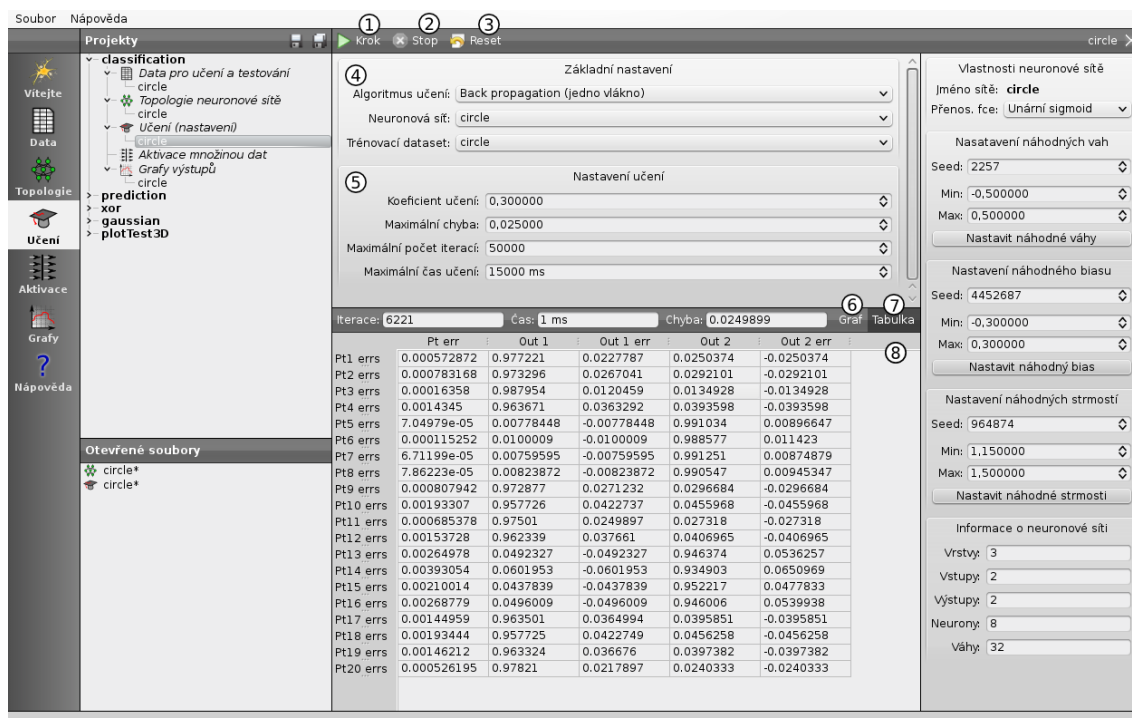 Soubor Nápověda
Projekty
① ② ③
Krok Stop Reset
circle
Vítejte
Data
Topologie
Učení
Aktivace
Grafy
Nápověda
classification
Data pro učení a testování
circle
Topologie neuronové sítě
circle
Učení (nastavení)
circle
Aktivace množinou dat
Grafy výstupů
circle
prediction
xor
gaussian
plotTest3D
Otevřené soubory
circle*
circle*
④ Základní nastavení
Algoritmus učení: Back propagation (jedno vlákno)
Neuronová síť: circle
Trénovací dataset: circle
⑤ Nastavení učení
Koeficient učení: 0,300000
Maximální chyba: 0,025000
Maximální počet iterací: 50000
Maximální čas učení: 15000 ms
⑥ ⑦
Iterace: 6221 Čas: 1 ms Chyba: 0.0249899 Graf Tabulka
⑧
Pt err Out 1 Out 1 err Out 2 Out 2 err
Pt1 errs 0.000572872 0.977221 0.0227787 0.0250374 -0.0250374
Pt2 errs 0.000783168 0.973296 0.0267041 0.0292101 -0.0292101
Pt3 errs 0.00016358 0.987954 0.0120459 0.0134928 -0.0134928
Pt4 errs 0.0014345 0.963671 0.0363292 0.0393598 -0.0393598
Pt5 errs 7.04979e-05 0.00778448 -0.00778448 0.991034 0.00896647
Pt6 errs 0.000115252 0.0100009 -0.0100009 0.988577 0.011423
Pt7 errs 6.71199e-05 0.00759595 -0.00759595 0.991251 0.00874879
Pt8 errs 7.86223e-05 0.00823872 -0.00823872 0.990547 0.00945347
Pt9 errs 0.000807942 0.972877 0.0271232 0.0296684 -0.0296684
Pt10 errs 0.00193307 0.957726 0.0422737 0.0455968 -0.0455968
Pt11 errs 0.000685378 0.97501 0.0249897 0.027318 -0.027318
Pt12 errs 0.00153728 0.962339 0.037661 0.0406965 -0.0406965
Pt13 errs 0.00264978 0.0492327 -0.0492327 0.946374 0.0536257
Pt14 errs 0.00393054 0.0601953 -0.0601953 0.934903 0.0650969
Pt15 errs 0.00210014 0.0437839 -0.0437839 0.952217 0.0477833
Pt16 errs 0.00268779 0.0496009 -0.0496009 0.946006 0.0539938
Pt17 errs 0.00144959 0.963501 0.0364994 0.0395851 -0.0395851
Pt18 errs 0.00193444 0.957725 0.0422749 0.0456258 -0.0456258
Pt19 errs 0.00146212 0.963324 0.036676 0.0397382 -0.0397382
Pt20 errs 0.000526195 0.97821 0.0217897 0.0240333 -0.0240333
Vlastnosti neuronové sítě
Jméno sítě: circle
Přenos. fce: Unární sigmoid
Nasatavení náhodných vah
Seed: 2257
Min: -0,500000
Max: 0,500000
Nastavit náhodné váhy
Nastavení náhodného biasu
Seed: 4452687
Min: -0,300000
Max: 0,300000
Nastavit náhodný bias
Nastavení náhodných strmostí
Seed: 964874
Min: 1,150000
Max: 1,500000
Nastavit náhodné strmosti
Informace o neuronové síti
Vrstvy: 3
Vstupy: 2
Výstupy: 2
Neurony: 8
Váhy: 32